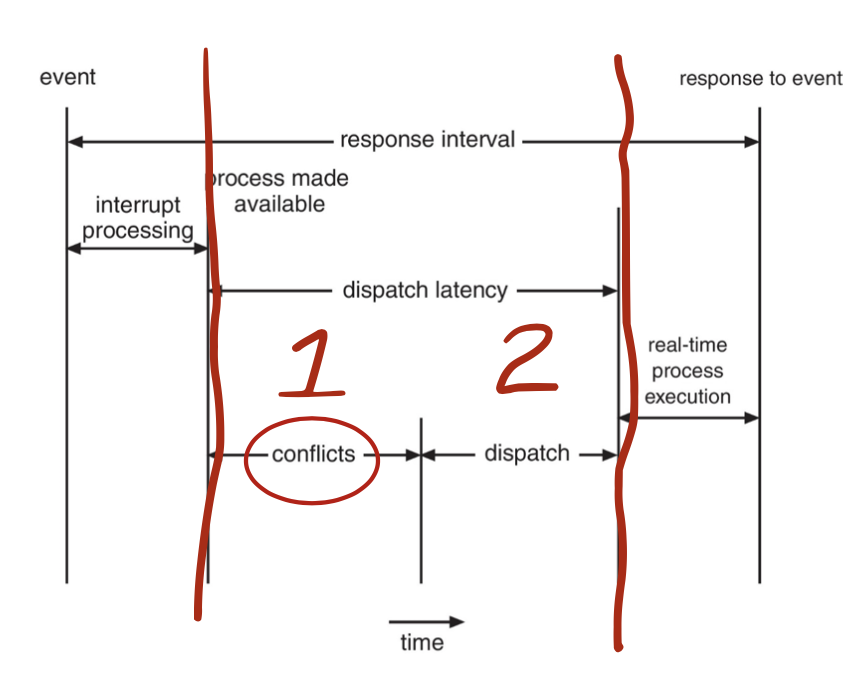 event
response to event
response interval
process made
available
interrupt
processing
dispatch latency
1
2
real-time
process
execution
conflicts
dispatch
time